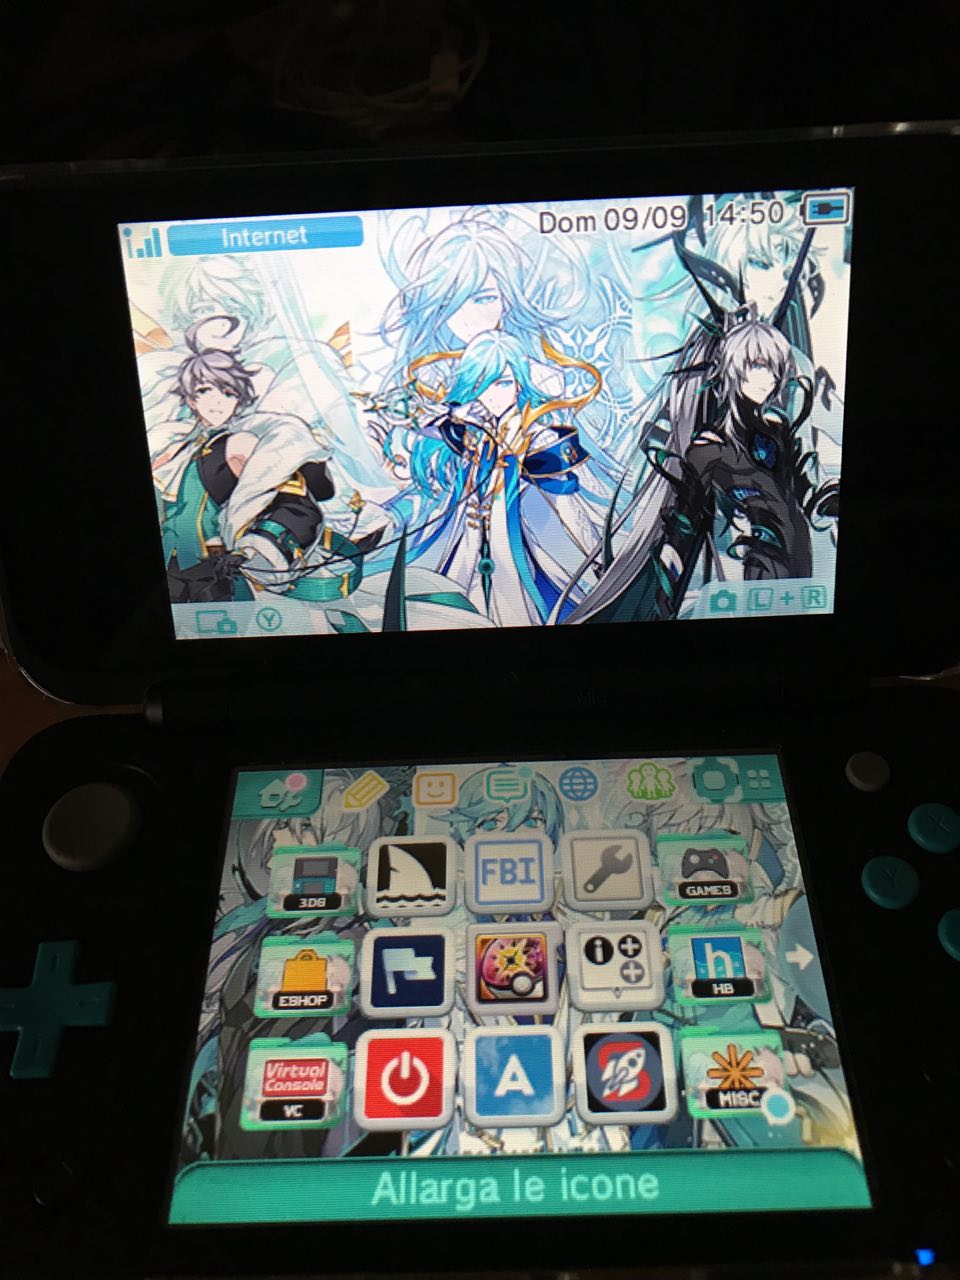 Internet
Dom 09/09 14:50
Y
L + R
3DS
FBI
GAMES
ESHOP
h
HB
Virtual
Console
VC
A
MISC
Allarga le icone